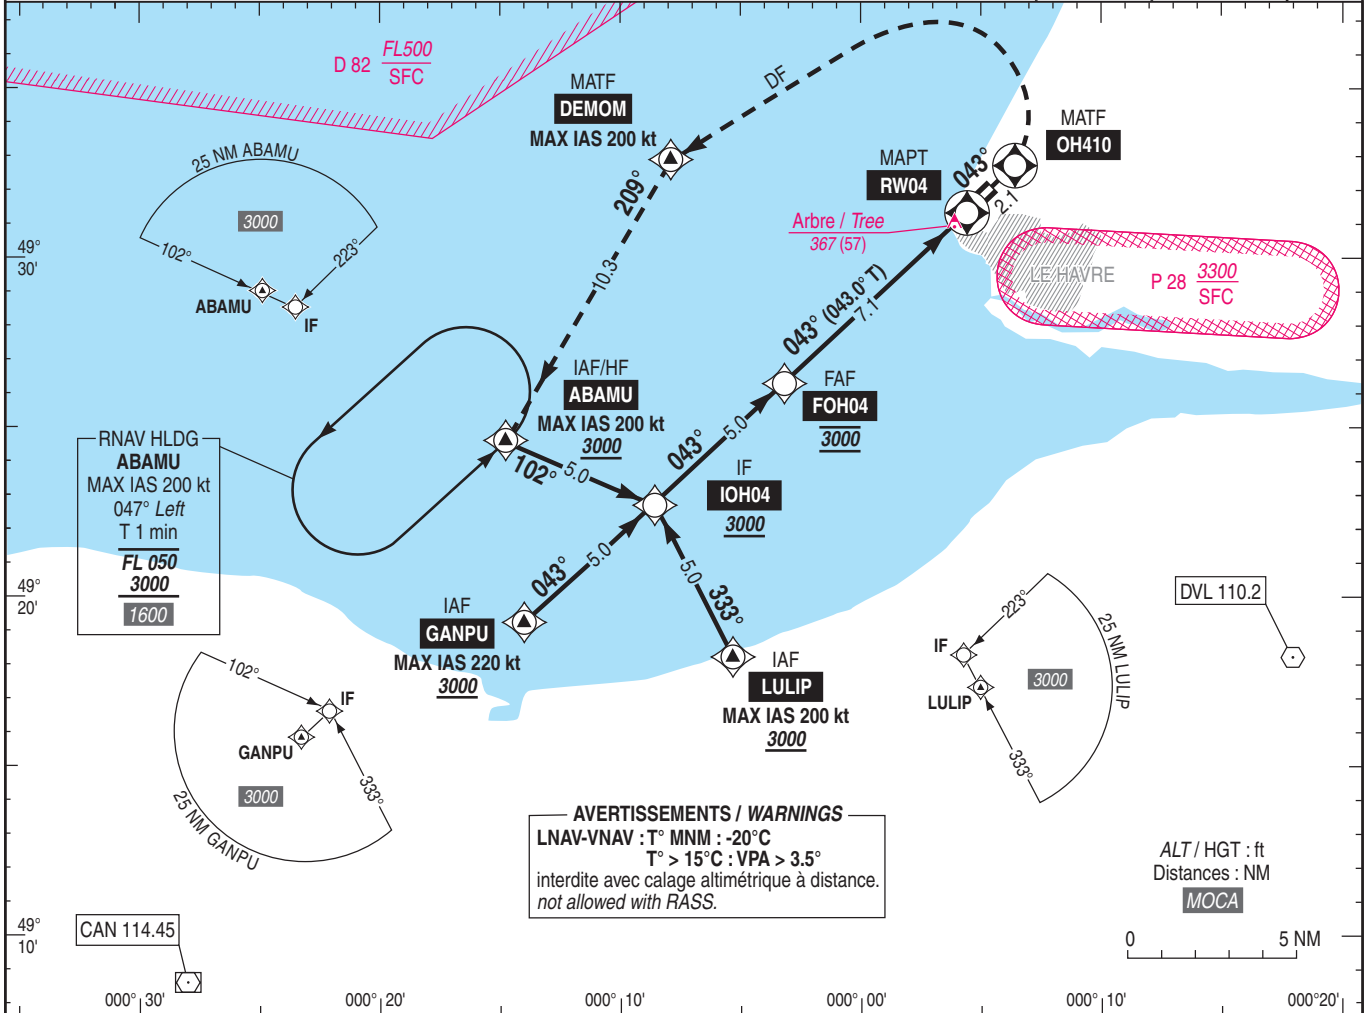 D 82 FL500
SFC
MATF
DEMOM
MAX IAS 200 kt
DF
MATF
OH410
MAPT
RW04
043°
2.1
Arbre / Tree
367 (57)
LE HAVRE
P 28 3300
SFC
25 NM ABAMU
3000
102°
223°
ABAMU
IF
209°
10.3
49°
30'
043° (043.0° T)
7.1
IAF/HF
ABAMU
MAX IAS 200 kt
3000
FAF
FOH04
3000
102°
5.0
043°
5.0
IF
IOH04
3000
RNAV HLDG
ABAMU
MAX IAS 200 kt
047° Left
T 1 min
FL 050
3000
1600
49°
20'
043°
5.0
5.0
333°
IAF
GANPU
MAX IAS 220 kt
3000
IAF
LULIP
MAX IAS 200 kt
3000
DVL 110.2
223°
IF
LULIP
3000
333°
25 NM LULIP
102°
IF
GANPU
3000
333°
25 NM GANPU
AVERTISSEMENTS / WARNINGS
LNAV-VNAV : T° MNM : -20°C
T° > 15°C : VPA > 3.5°
interdite avec calage altimétrique à distance.
not allowed with RASS.
ALT / HGT : ft
Distances : NM
MOCA
0 5 NM
CAN 114.45
49°
10'
000° 30' 000° 20' 000° 10' 000° 00' 000° 10' 000° 20'